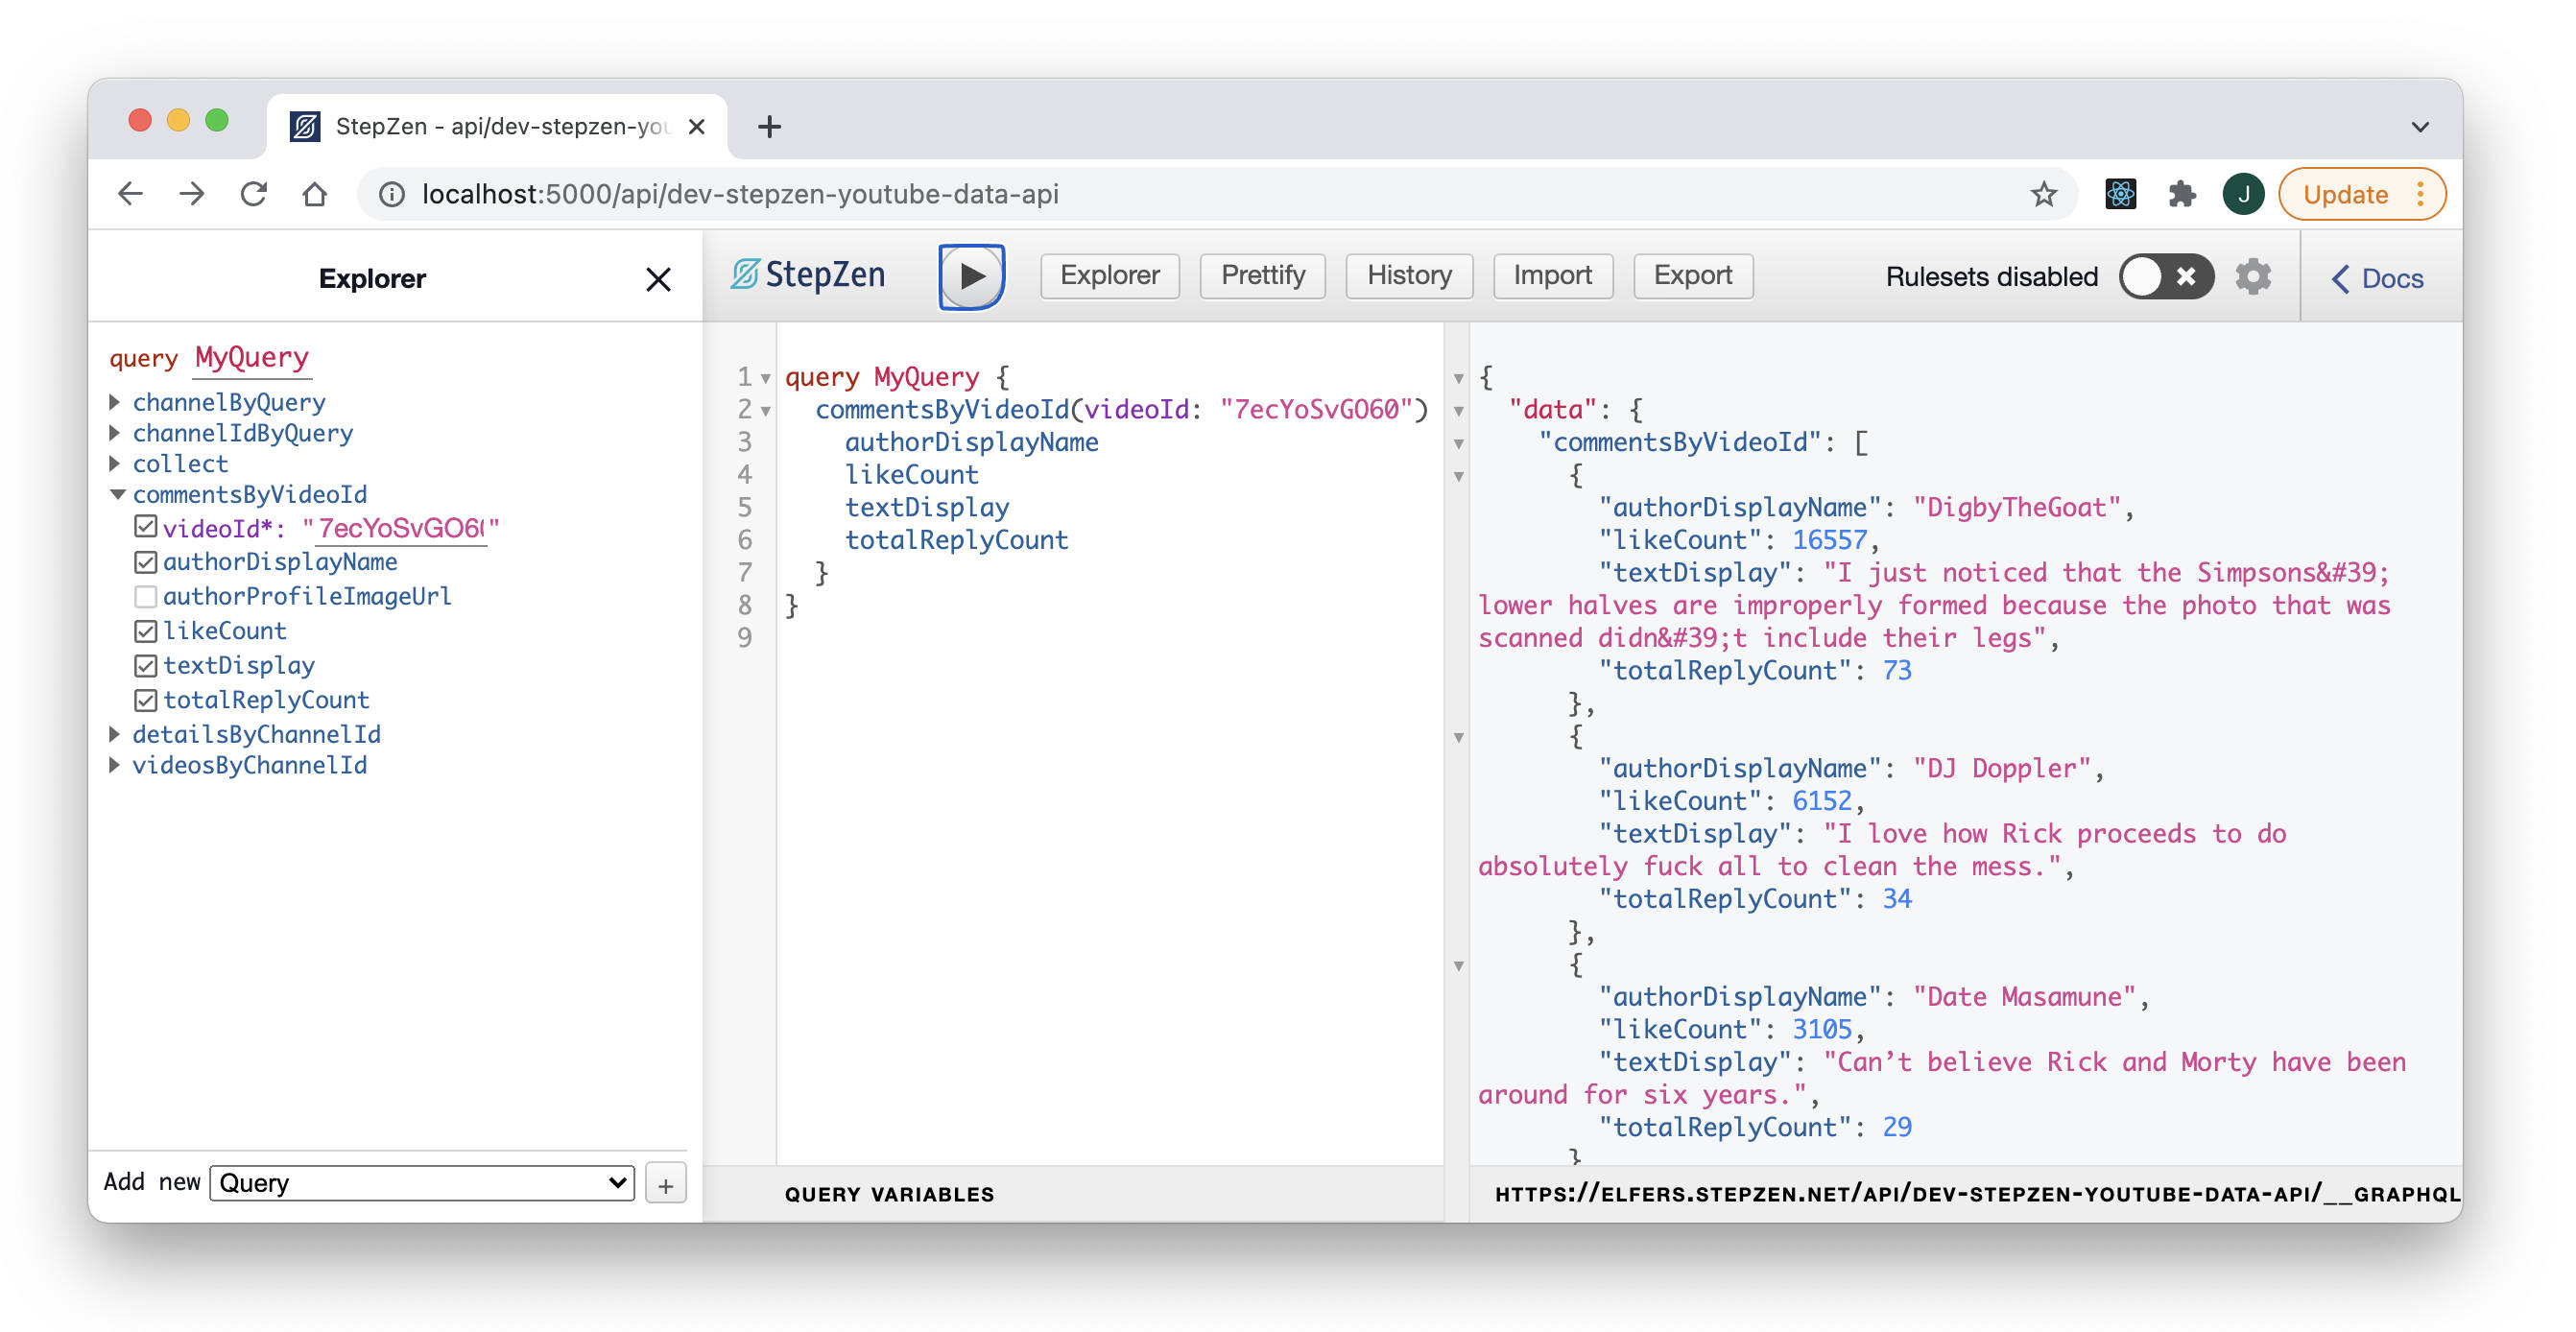 StepZen - api/dev-stepzen-you
localhost:5000/api/dev-stepzen-youtube-data-api
J
Update
Explorer
StepZen
Explorer
Prettify
History
Import
Export
Rulesets disabled
Docs
query MyQuery
channelByQuery
channelIdByQuery
collect
commentsByVideoId
videoId*: "7ecYoSvGO60"
authorDisplayName
authorProfileImageUrl
likeCount
textDisplay
totalReplyCount
detailsByChannelId
videosByChannelId
Add new Query +
1 query MyQuery {
2 commentsByVideoId(videoId: "7ecYoSvGO60")
3 authorDisplayName
4 likeCount
5 textDisplay
6 totalReplyCount
7 }
8 }
9
QUERY VARIABLES
{
"data": {
"commentsByVideoId": [
{
"authorDisplayName": "DigbyTheGoat",
"likeCount": 16557,
"textDisplay": "I just noticed that the Simpsons&#39;
lower halves are improperly formed because the photo that was
scanned didn&#39;t include their legs",
"totalReplyCount": 73
},
{
"authorDisplayName": "DJ Doppler",
"likeCount": 6152,
"textDisplay": "I love how Rick proceeds to do
absolutely fuck all to clean the mess.",
"totalReplyCount": 34
},
{
"authorDisplayName": "Date Masamune",
"likeCount": 3105,
"textDisplay": "Can’t believe Rick and Morty have been
around for six years.",
"totalReplyCount": 29
}
HTTPS://ELFERS.STEPZEN.NET/API/DEV-STEPZEN-YOUTUBE-DATA-API/__GRAPHQL